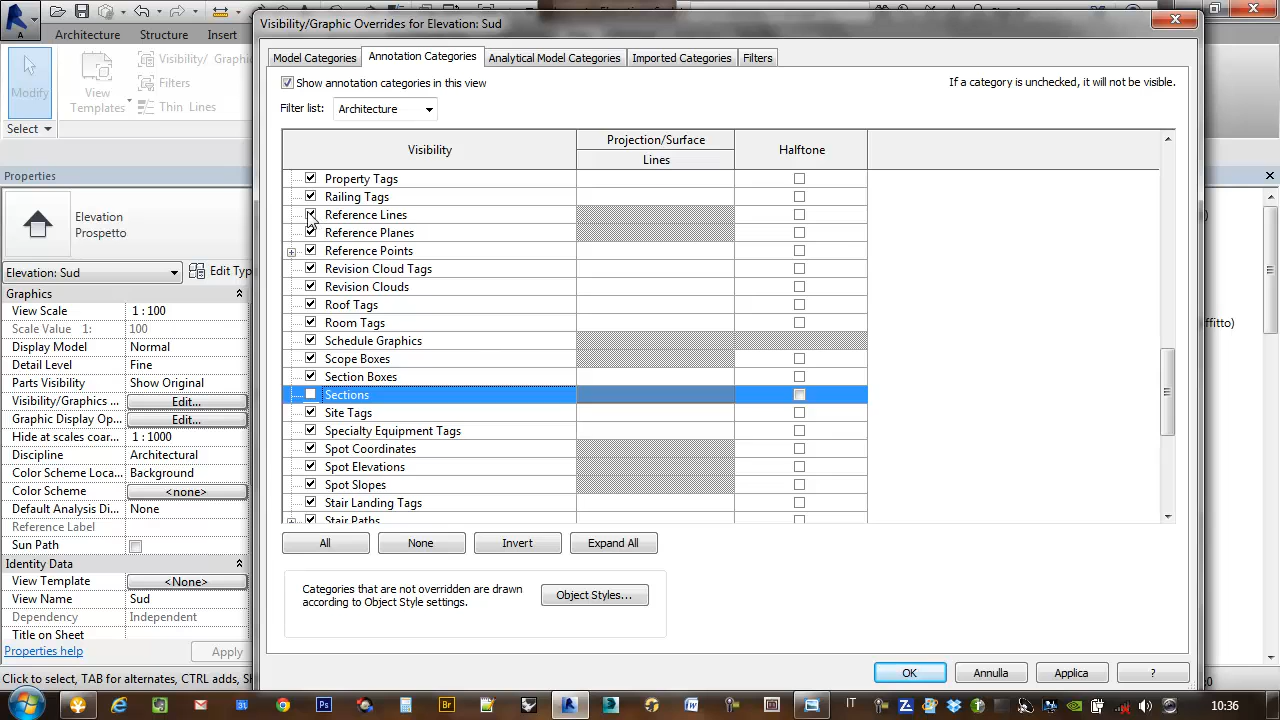 Visibility/Graphic Overrides for Elevation: Sud
A
Architecture
Structure
Insert
Modify
View
Templates
Visibility/ Graphi
Filters
Thin Lines
Select
Properties
Elevation
Prospetto
Elevation: Sud
Edit Typ
Graphics
View Scale 1 : 100
Scale Value 1: 100
Display Model Normal
Detail Level Fine
Parts Visibility Show Original
Visibility/Graphics ... Edit...
Graphic Display Op... Edit...
Hide at scales coar... 1 : 1000
Discipline Architectural
Color Scheme Loca... Background
Color Scheme <none>
Default Analysis Di... None
Reference Label
Sun Path
Identity Data
View Template <None>
View Name Sud
Dependency Independent
Title on Sheet
Properties help
Apply
Click to select, TAB for alternates, CTRL adds, S
Model Categories
Annotation Categories
Analytical Model Categories
Imported Categories
Filters
Show annotation categories in this view
If a category is unchecked, it will not be visible.
Filter list: Architecture
Visibility
Projection/Surface
Lines
Halftone
Property Tags
Railing Tags
Reference Lines
Reference Planes
Reference Points
Revision Cloud Tags
Revision Clouds
Roof Tags
Room Tags
Schedule Graphics
Scope Boxes
Section Boxes
Sections
Site Tags
Specialty Equipment Tags
Spot Coordinates
Spot Elevations
Spot Slopes
Stair Landing Tags
Stair Paths
All
None
Invert
Expand All
Categories that are not overridden are drawn
according to Object Style settings.
Object Styles...
OK
Annulla
Applica
?
ffitto)
:0
Ps
Br
IT
10:36